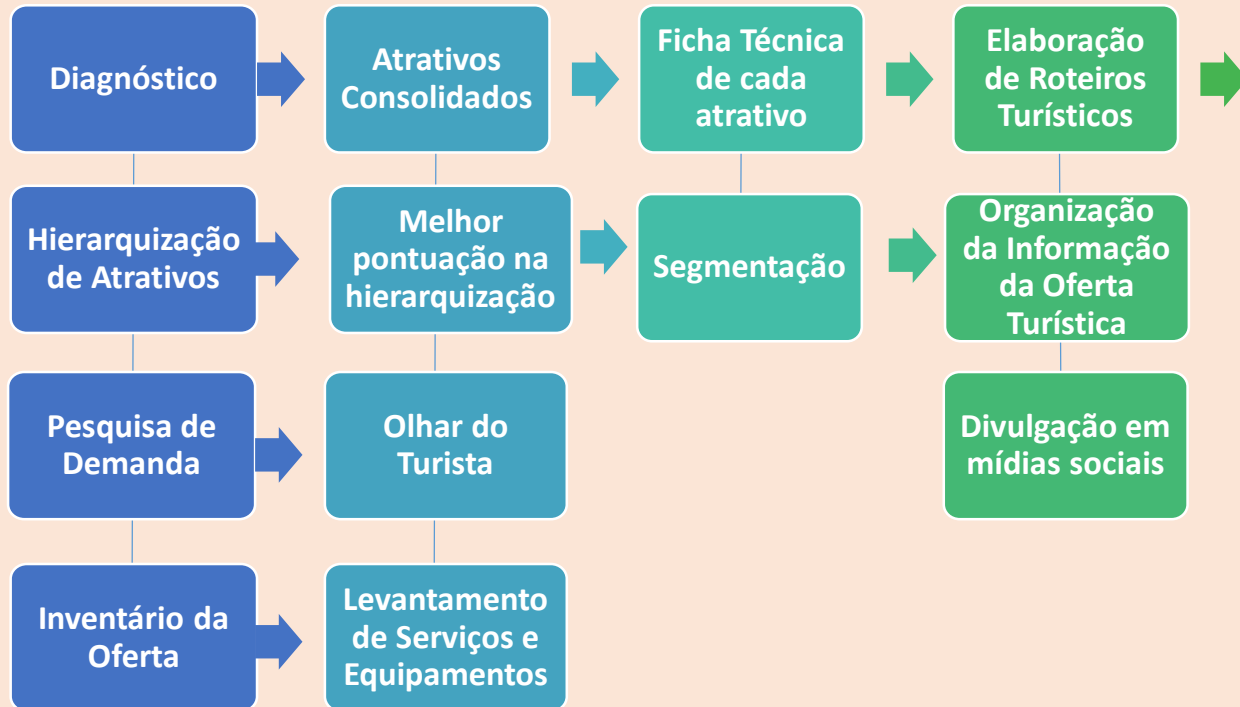 Diagnóstico
Atrativos
Consolidados
Ficha Técnica
de cada
atrativo
Elaboração
de Roteiros
Turísticos
Hierarquização
de Atrativos
Melhor
pontuação na
hierarquização
Segmentação
Organização
da Informação
da Oferta
Turística
Pesquisa de
Demanda
Olhar do
Turista
Divulgação em
mídias sociais
Inventário da
Oferta
Levantamento
de Serviços e
Equipamentos